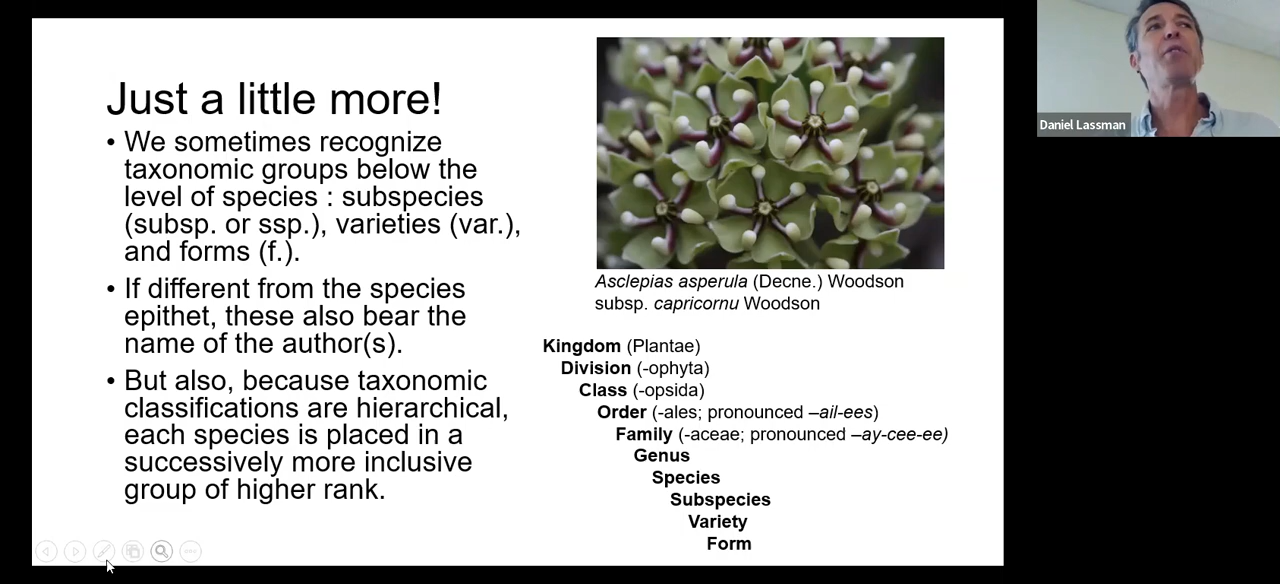 Just a little more!
• We sometimes recognize
taxonomic groups below the
level of species : subspecies
(subsp. or ssp.), varieties (var.),
and forms (f.).
• If different from the species
epithet, these also bear the
name of the author(s).
• But also, because taxonomic
classifications are hierarchical,
each species is placed in a
successively more inclusive
group of higher rank.
Asclepias asperula (Decne.) Woodson
subsp. capricornu Woodson
Kingdom (Plantae)
Division (-ophyta)
Class (-opsida)
Order (-ales; pronounced –ail-ees)
Family (-aceae; pronounced –ay-cee-ee)
Genus
Species
Subspecies
Variety
Form
Daniel Lassman